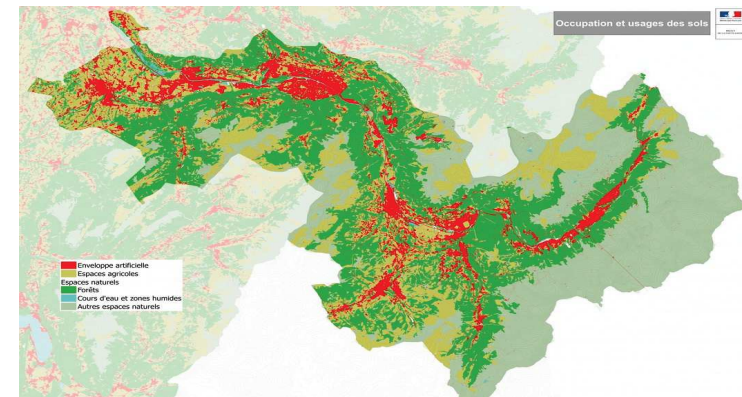 Occupation et usages des sols
Enveloppe artificielle
Espaces agricoles
Espaces naturels
Forêts
Cours d'eau et zones humides
Autres espaces naturels